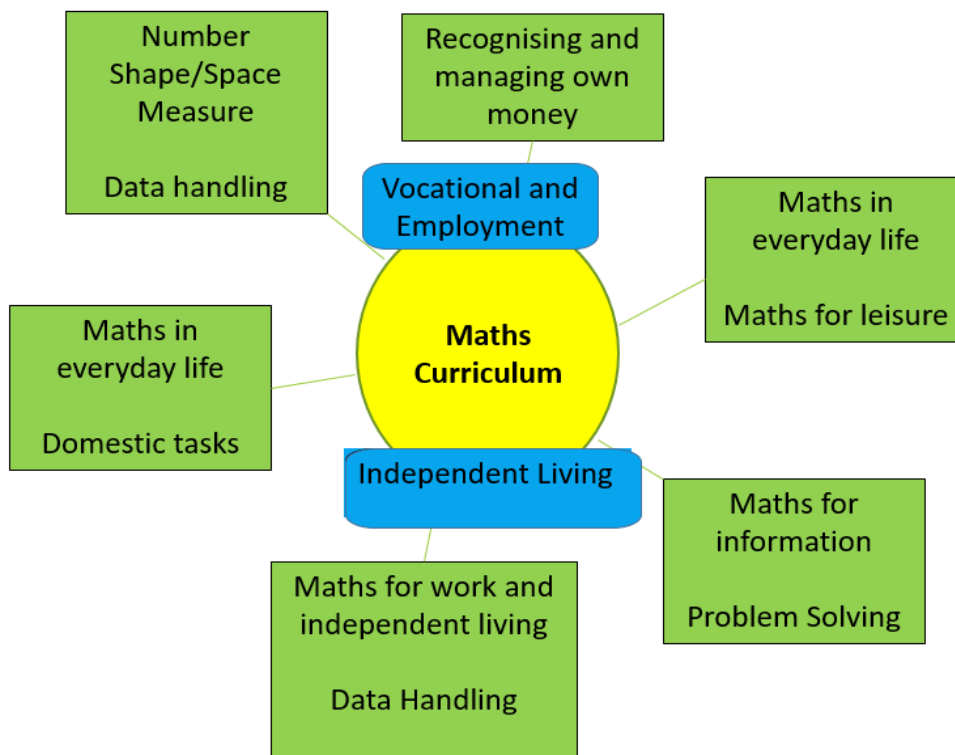 Number
Shape/Space
Measure
Data handling
Recognising and
managing own
money
Vocational and
Employment
Maths in
everyday life
Maths for leisure
Maths
Curriculum
Maths in
everyday life
Domestic tasks
Independent Living
Maths for
information
Problem Solving
Maths for work and
independent living
Data Handling